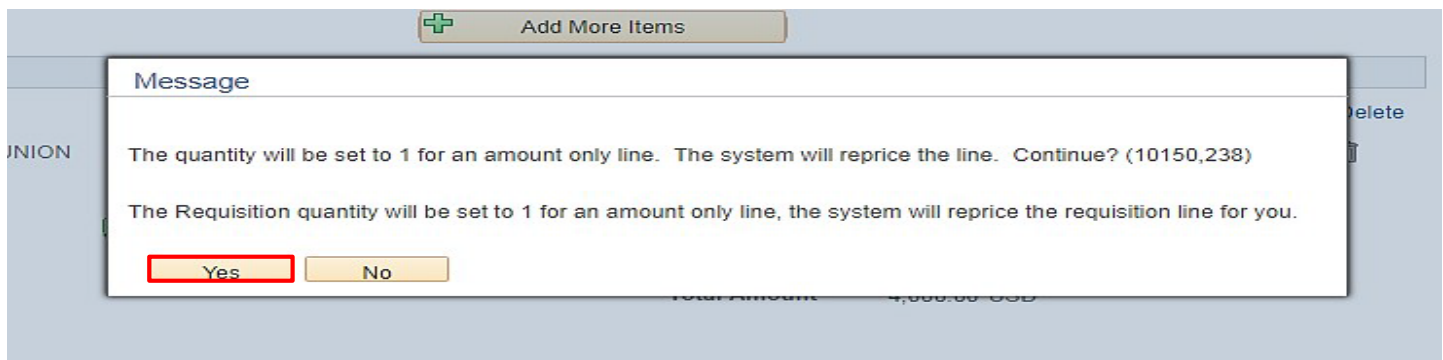 Add More Items
Message
Delete
UNION
The quantity will be set to 1 for an amount only line. The system will reprice the line. Continue? (10150,238)
The Requisition quantity will be set to 1 for an amount only line, the system will reprice the requisition line for you.
Yes No
Total Amount USD